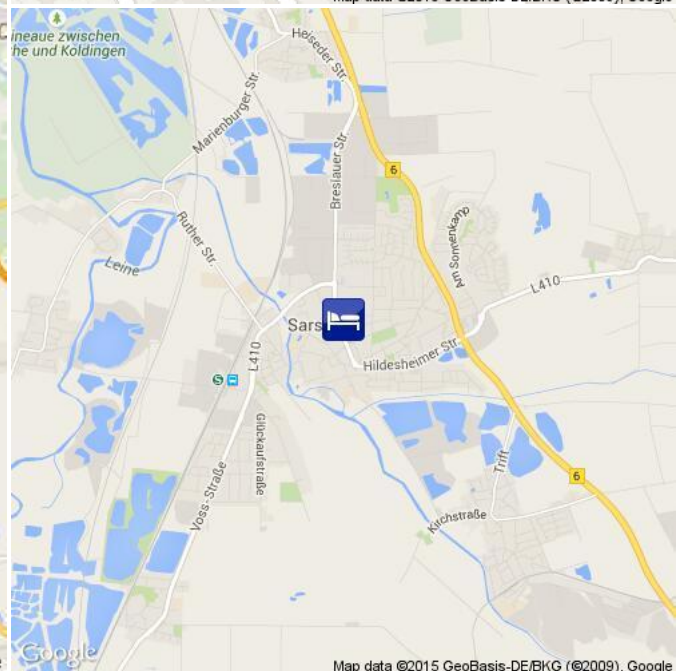 ineaue zwischen
he und Koldingen
Heiseder Str.
Marienburger Str.
Breslauer Str.
6
Am Sonnenkamp
Ruther Str.
Leine
L410
Sars
L410
Hildesheimer Str.
S
Glückaufstraße
Voss-Straße
Trift
6
Kirchstraße
Google
Map data ©2015 GeoBasis-DE/BKG (©2009), Google